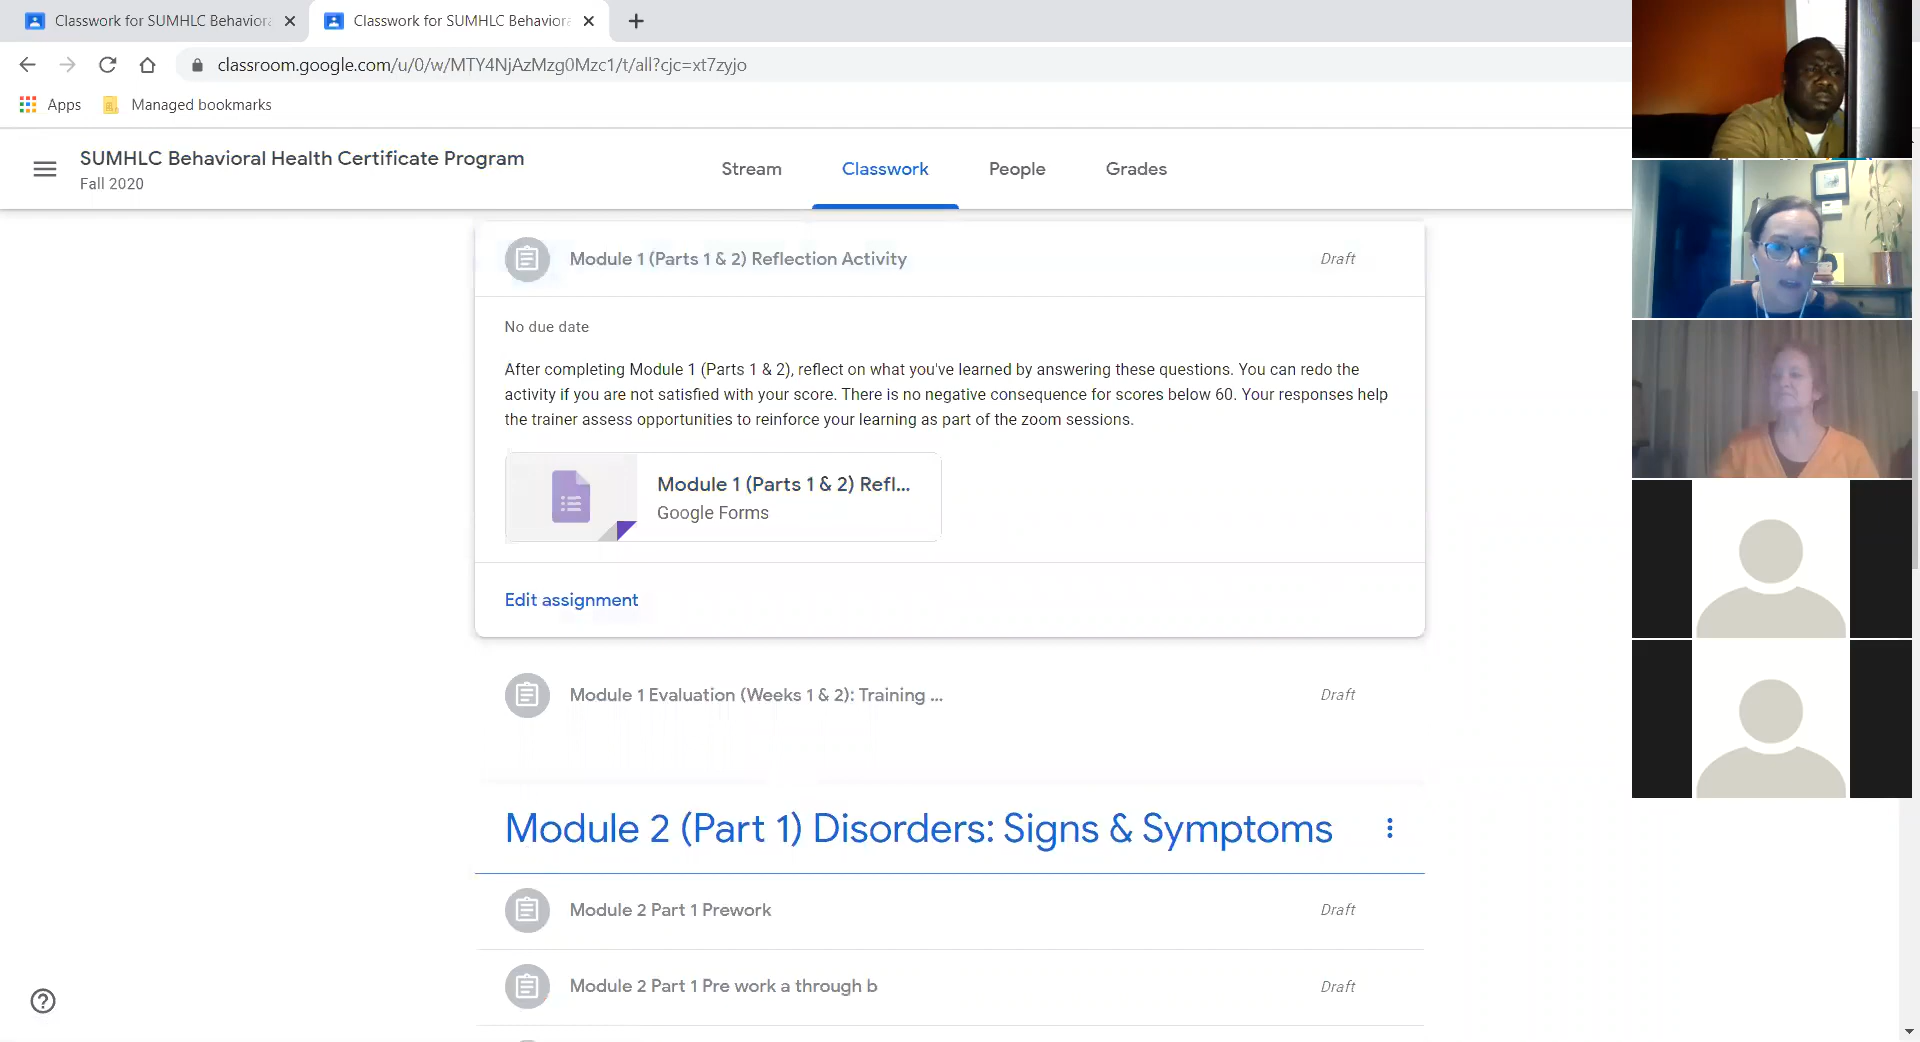 Classwork for SUMHLC Behaviora
Classwork for SUMHLC Behaviora
classroom.google.com/u/0/w/MTY4NjAzMzg0Mzc1/t/all?cjc=xt7zyjo
Apps
Managed bookmarks
SUMHLC Behavioral Health Certificate Program
Fall 2020
Stream
Classwork
People
Grades
Module 1 (Parts 1 & 2) Reflection Activity
Draft
No due date
After completing Module 1 (Parts 1 & 2), reflect on what you've learned by answering these questions. You can redo the
activity if you are not satisfied with your score. There is no negative consequence for scores below 60. Your responses help
the trainer assess opportunities to reinforce your learning as part of the zoom sessions.
Module 1 (Parts 1 & 2) Refl...
Google Forms
Edit assignment
Module 1 Evaluation (Weeks 1 & 2): Training ...
Draft
Module 2 (Part 1) Disorders: Signs & Symptoms
Module 2 Part 1 Prework
Draft
Module 2 Part 1 Pre work a through b
Draft